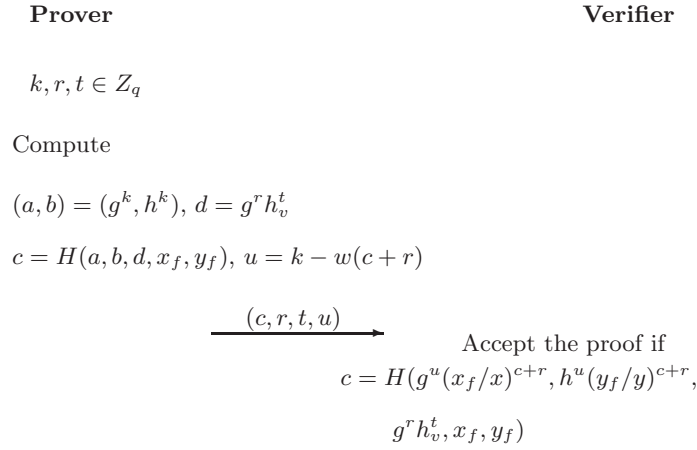 Prover Verifier
k, r, t ∈ Z_q
Compute
(a, b) = (g^k, h^k), d = g^r h_v^t
c = H(a, b, d, x_f, y_f), u = k − w(c + r)
(c, r, t, u)
Accept the proof if
c = H(g^u(x_f/x)^{c+r}, h^u(y_f/y)^{c+r},
g^r h_v^t, x_f, y_f)